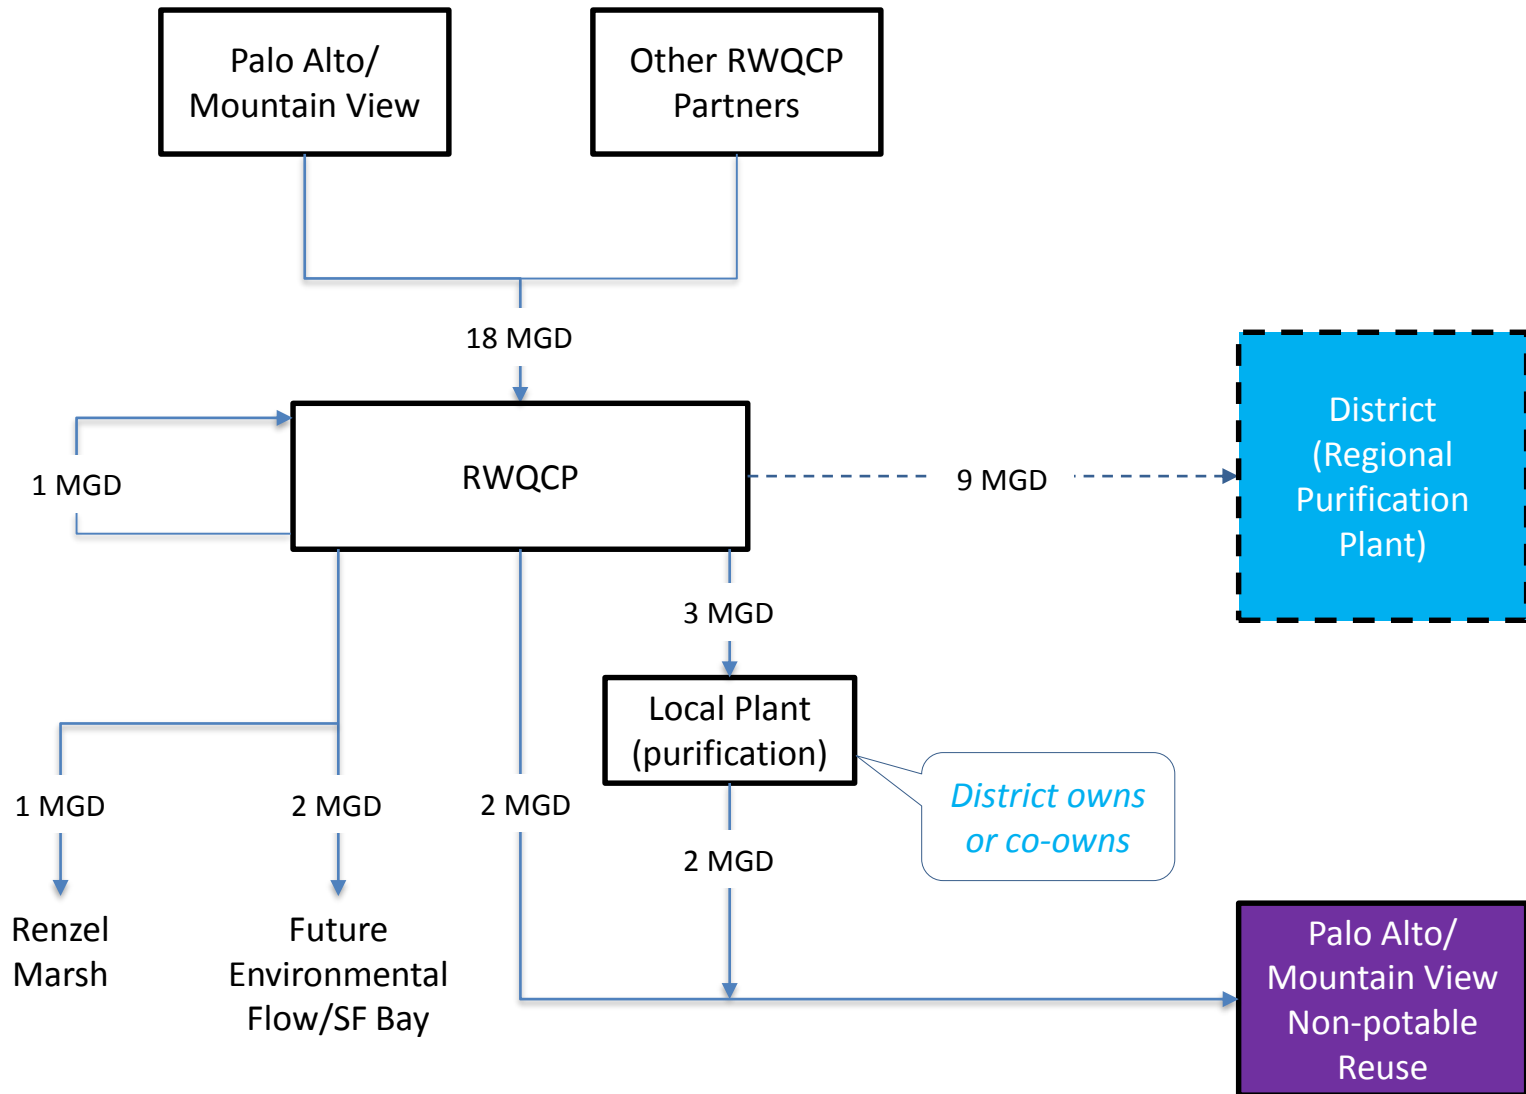 Palo Alto/
Mountain View
Other RWQCP
Partners
18 MGD
RWQCP
1 MGD
9 MGD
District
(Regional
Purification
Plant)
3 MGD
Local Plant
(purification)
District owns
or co-owns
1 MGD
2 MGD
2 MGD
2 MGD
Renzel
Marsh
Future
Environmental
Flow/SF Bay
Palo Alto/
Mountain View
Non-potable
Reuse